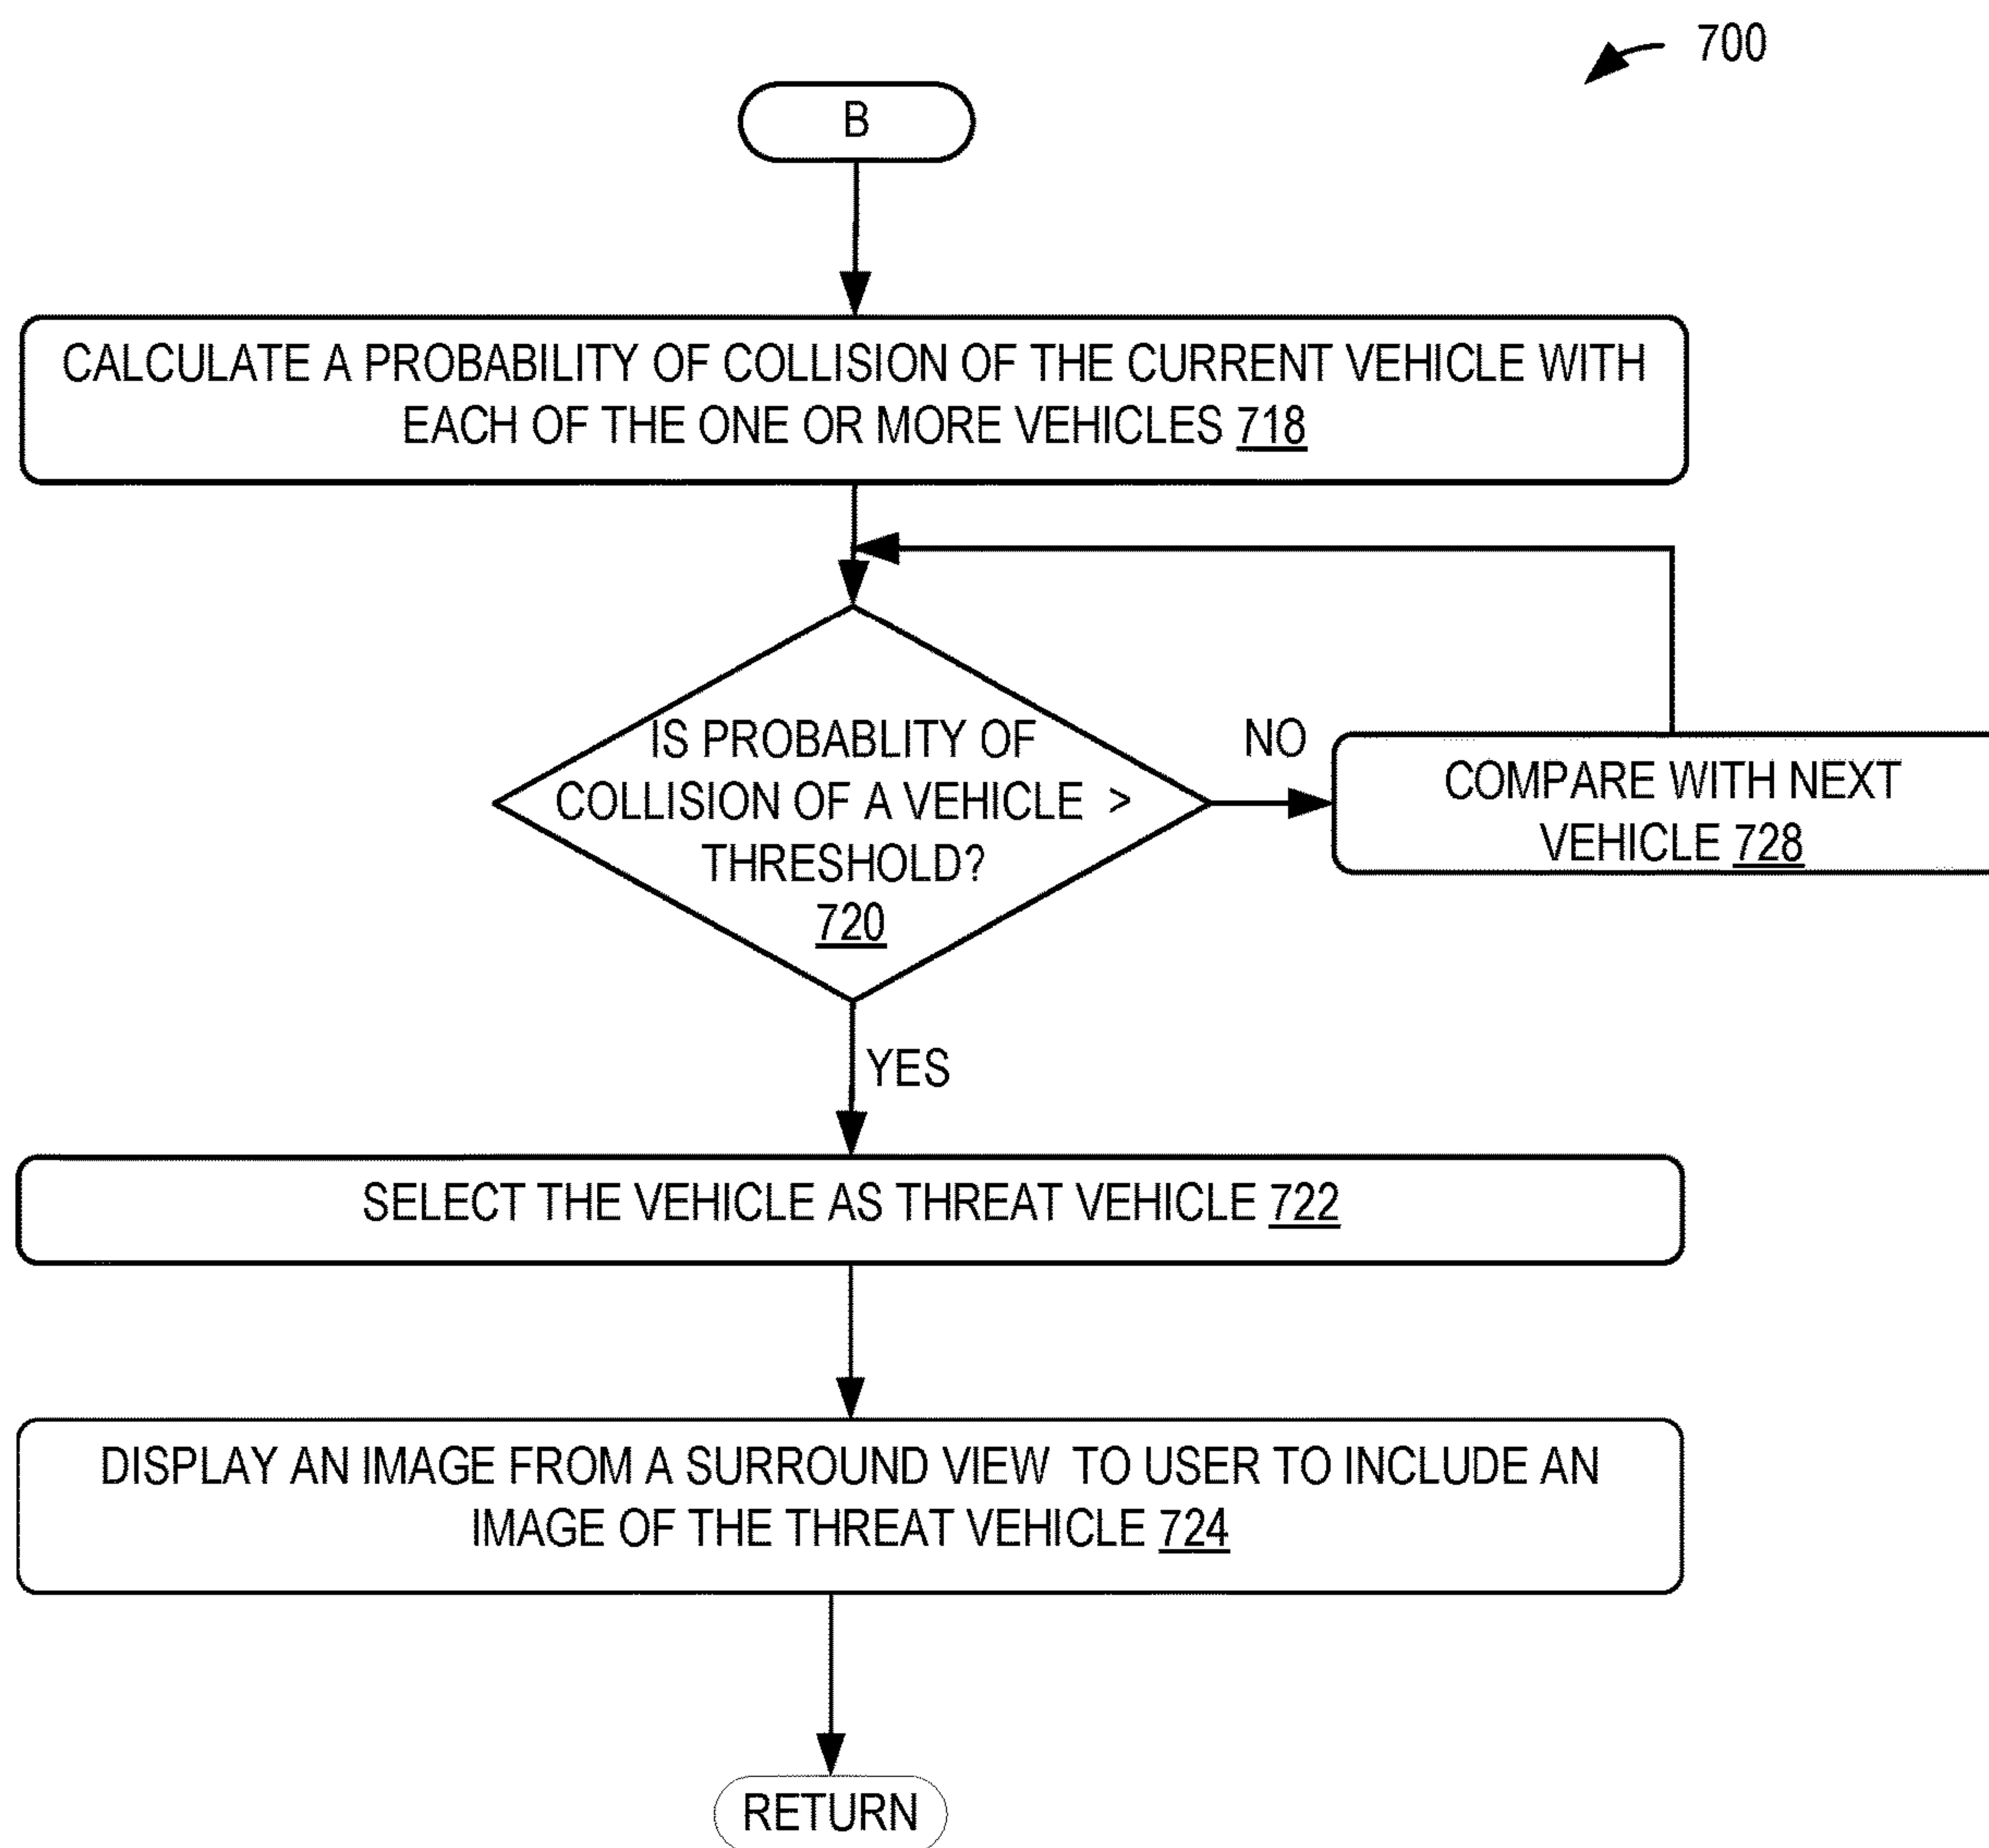 700
B
CALCULATE A PROBABILITY OF COLLISION OF THE CURRENT VEHICLE WITH
EACH OF THE ONE OR MORE VEHICLES 718
IS PROBABLITY OF
COLLISION OF A VEHICLE >
THRESHOLD?
720
NO
COMPARE WITH NEXT
VEHICLE 728
YES
SELECT THE VEHICLE AS THREAT VEHICLE 722
DISPLAY AN IMAGE FROM A SURROUND VIEW TO USER TO INCLUDE AN
IMAGE OF THE THREAT VEHICLE 724
RETURN